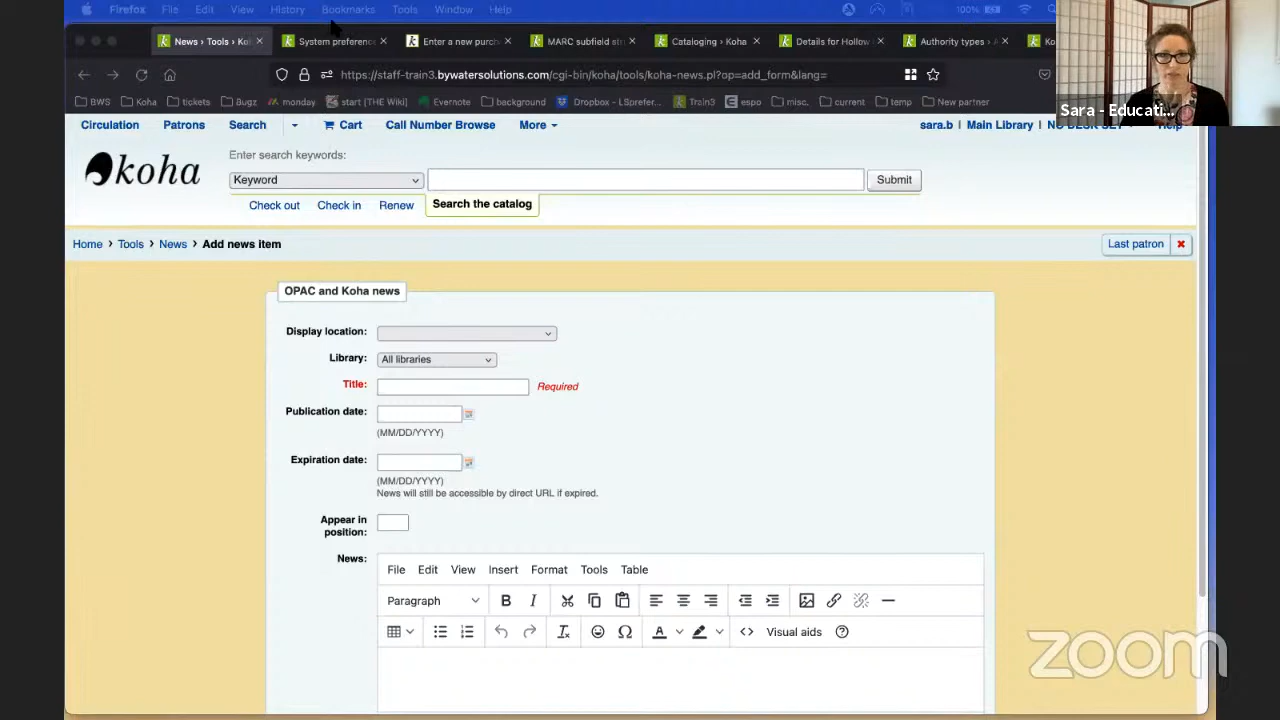 Firefox File Edit View History Bookmarks Tools Window Help 100%
News › Tools › Ko System preferenc Enter a new purch MARC subfield str Cataloging › Koha Details for Hollow Authority types › A Ko
https://staff-train3.bywatersolutions.com/cgi-bin/koha/tools/koha-news.pl?op=add_form&lang=
BWS Koha tickets Bugz monday start [THE WIki] Evernote background Dropbox - LSprefer... Train3 espo misc. current temp New partner
Sara - Educati...
Circulation Patrons Search Cart Call Number Browse More sara.b | Main Library | Help
koha
Enter search keywords:
Keyword Submit
Check out Check in Renew Search the catalog
Home › Tools › News › Add news item Last patron
OPAC and Koha news
Display location:
Library: All libraries
Title: Required
Publication date:
(MM/DD/YYYY)
Expiration date:
(MM/DD/YYYY)
News will still be accessible by direct URL if expired.
Appear in
position:
News:
File Edit View Insert Format Tools Table
Paragraph B I
Visual aids
zoom